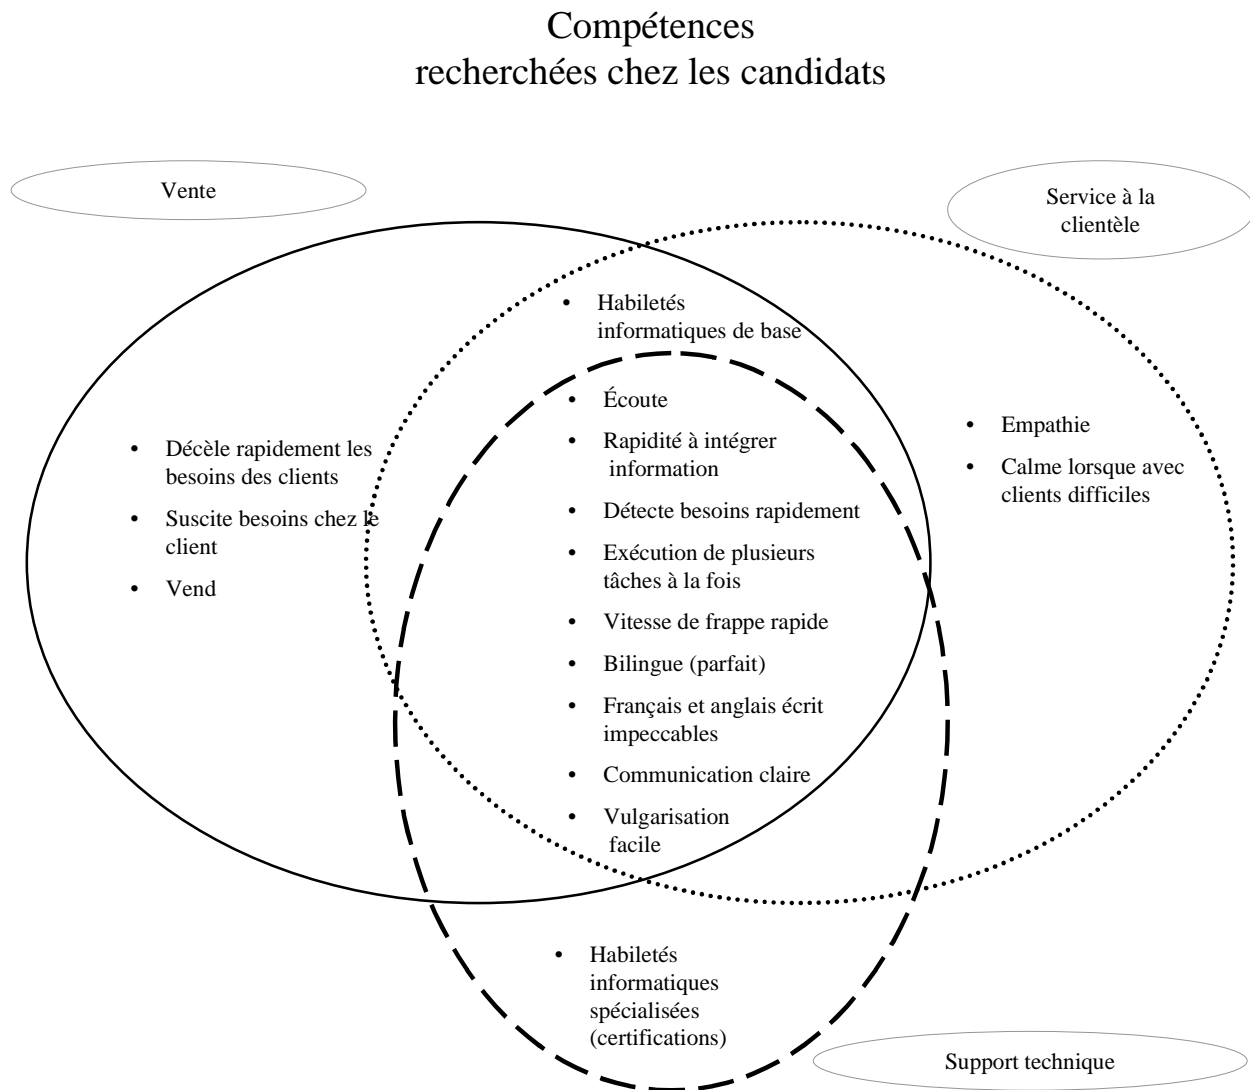 Compétences
recherchées chez les candidats
Vente
Service à la
clientèle
• Habiletés
informatiques de base
• Écoute
• Rapidité à intégrer
information
• Détecte besoins rapidement
• Exécution de plusieurs
tâches à la fois
• Vitesse de frappe rapide
• Bilingue (parfait)
• Français et anglais écrit
impeccables
• Communication claire
• Vulgarisation
facile
• Décèle rapidement les
besoins des clients
• Suscite besoins chez le
client
• Vend
• Empathie
• Calme lorsque avec
clients difficiles
• Habiletés
informatiques
spécialisées
(certifications)
Support technique